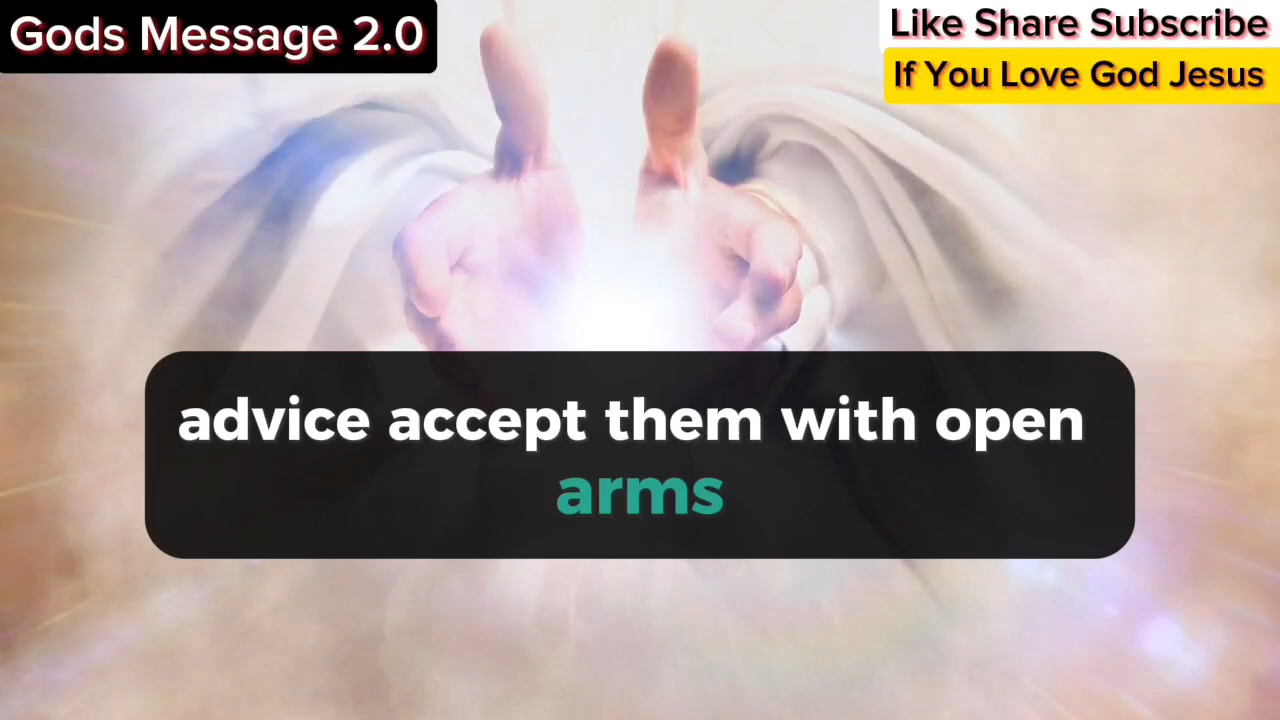 Gods Message 2.0
Like Share Subscribe
If You Love God Jesus
advice accept them with open
arms